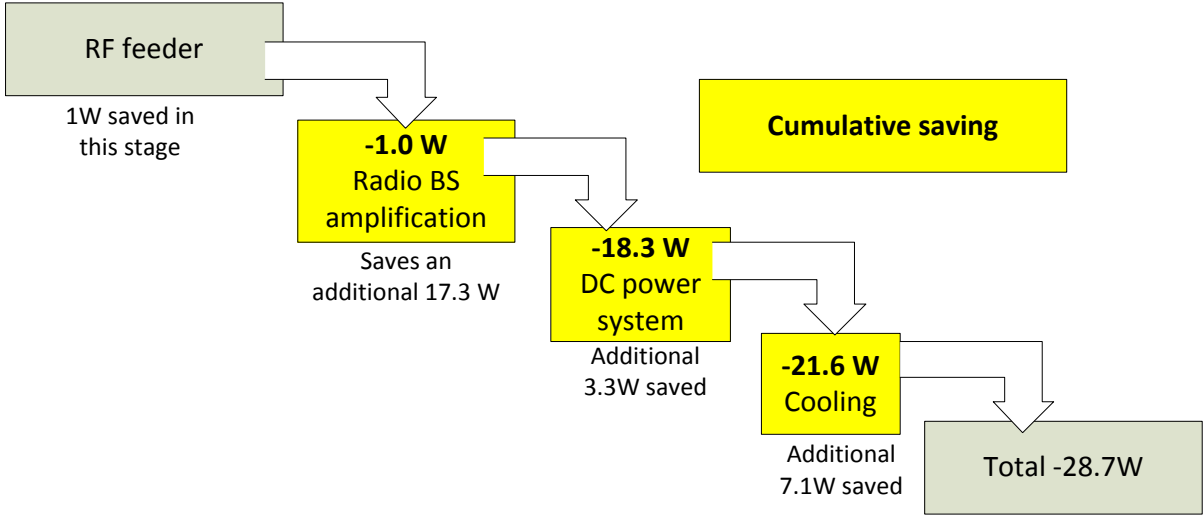 RF feeder
1W saved in
this stage
Cumulative saving
-1.0 W
Radio BS
amplification
Saves an
additional 17.3 W
-18.3 W
DC power
system
Additional
3.3W saved
-21.6 W
Cooling
Additional
7.1W saved
Total -28.7W